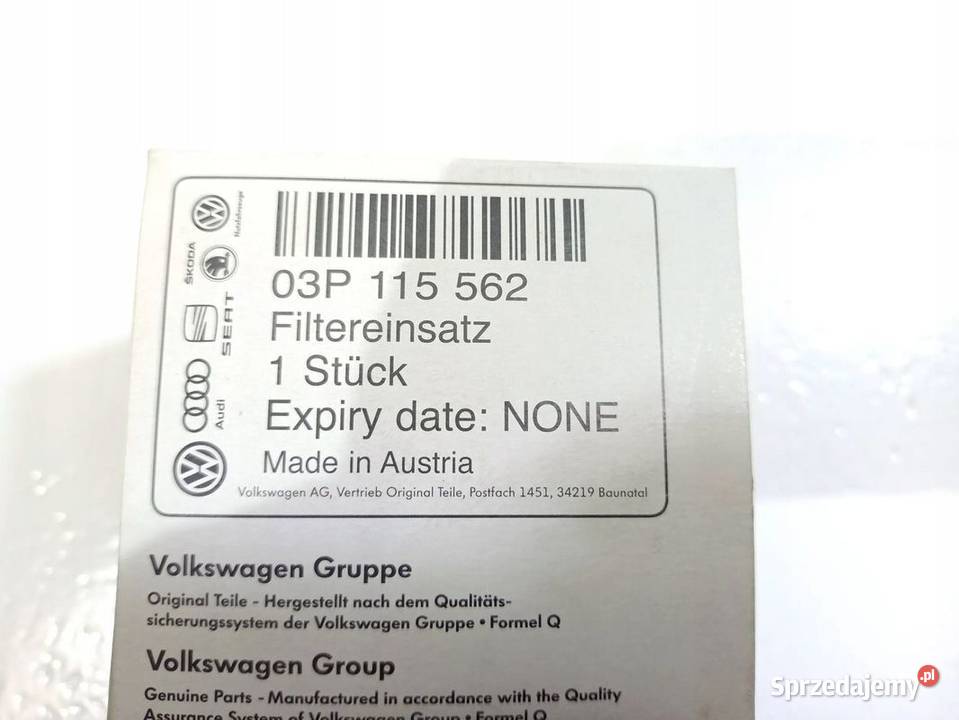 Nutzfahrzeuge
ŠKODA
SEAT
Audi
03P 115 562
Filtereinsatz
1 Stück
Expiry date: NONE
Made in Austria
Volkswagen AG, Vertrieb Original Teile, Postfach 1451, 34219 Baunatal
Volkswagen Gruppe
Original Teile - Hergestellt nach dem Qualitäts-
sicherungssystem der Volkswagen Gruppe • Formel Q
Volkswagen Group
Genuine Parts - Manufactured in accordance with the Quality
Assurance System of Volkswagen Group • Formel Q
Sprzedajemy.pl